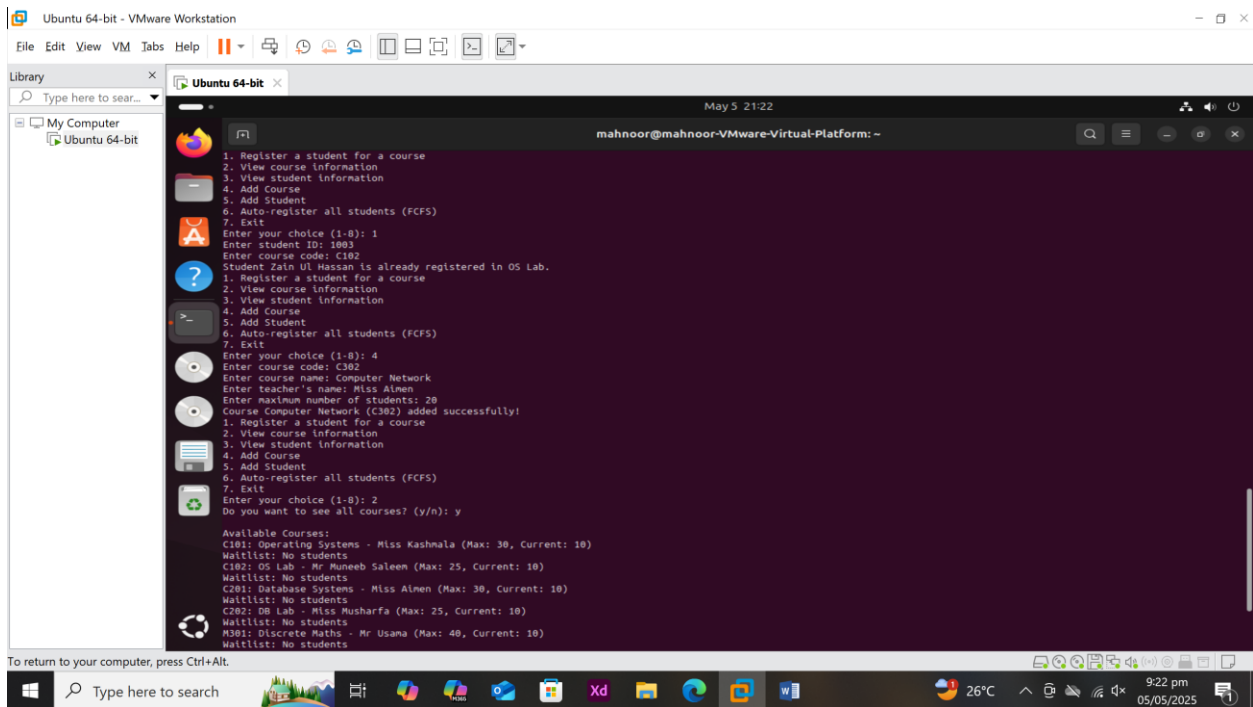 Ubuntu 64-bit - VMware Workstation
File Edit View VM Tabs Help
Library
Type here to sear...
My Computer
Ubuntu 64-bit
Ubuntu 64-bit
May 5 21:22
mahnoor@mahnoor-VMware-Virtual-Platform: ~
1. Register a student for a course
2. View course information
3. View student information
4. Add Course
5. Add Student
6. Auto-register all students (FCFS)
7. Exit
Enter your choice (1-8): 1
Enter student ID: 1003
Enter course code: C102
Student Zain Ul Hassan is already registered in OS Lab.
1. Register a student for a course
2. View course information
3. View student information
4. Add Course
5. Add Student
6. Auto-register all students (FCFS)
7. Exit
Enter your choice (1-8): 4
Enter course code: C302
Enter course name: Computer Network
Enter teacher's name: Miss Aimen
Enter maximum number of students: 20
Course Computer Network (C302) added successfully!
1. Register a student for a course
2. View course information
3. View student information
4. Add Course
5. Add Student
6. Auto-register all students (FCFS)
7. Exit
Enter your choice (1-8): 2
Do you want to see all courses? (y/n): y
Available Courses:
C101: Operating Systems - Miss Kashmala (Max: 30, Current: 10)
Waitlist: No students
C102: OS Lab - Mr Muneeb Saleem (Max: 25, Current: 10)
Waitlist: No students
C201: Database Systems - Miss Aimen (Max: 30, Current: 10)
Waitlist: No students
C202: DB Lab - Miss Musharfa (Max: 25, Current: 10)
Waitlist: No students
M301: Discrete Maths - Mr Usama (Max: 40, Current: 10)
Waitlist: No students
To return to your computer, press Ctrl+Alt.
Type here to search
M365
Xd
26°C
9:22 pm
05/05/2025
1